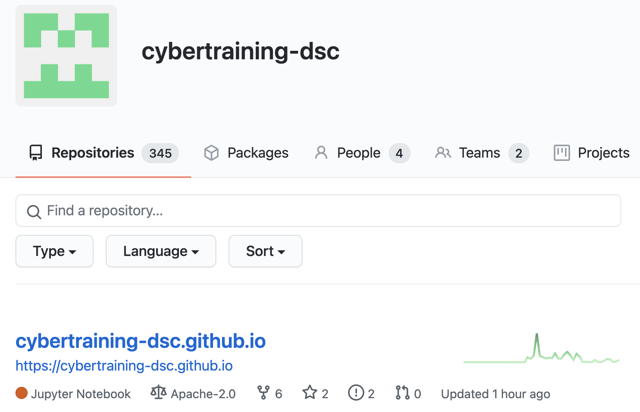 cybertraining-dsc
Repositories 345 Packages People 4 Teams 2 Projects
Find a repository...
Type Language Sort
cybertraining-dsc.github.io
https://cybertraining-dsc.github.io
Jupyter Notebook Apache-2.0 6 2 2 0 Updated 1 hour ago